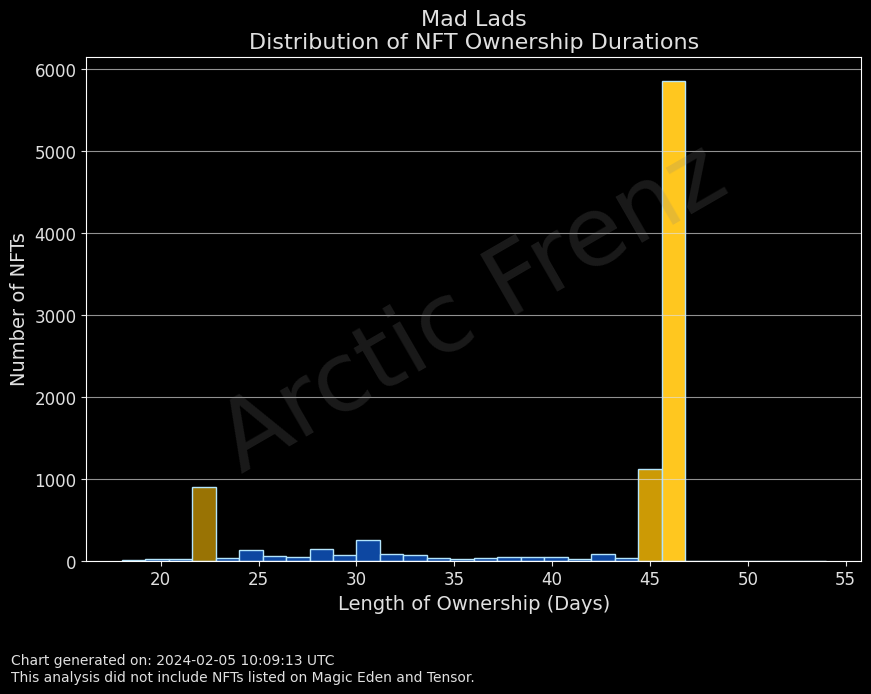 Mad Lads
Distribution of NFT Ownership Durations
6000
5000
4000
3000
2000
1000
0
Number of NFTs
Arctic Frenz
20 25 30 35 40 45 50 55
Length of Ownership (Days)
Chart generated on: 2024-02-05 10:09:13 UTC
This analysis did not include NFTs listed on Magic Eden and Tensor.